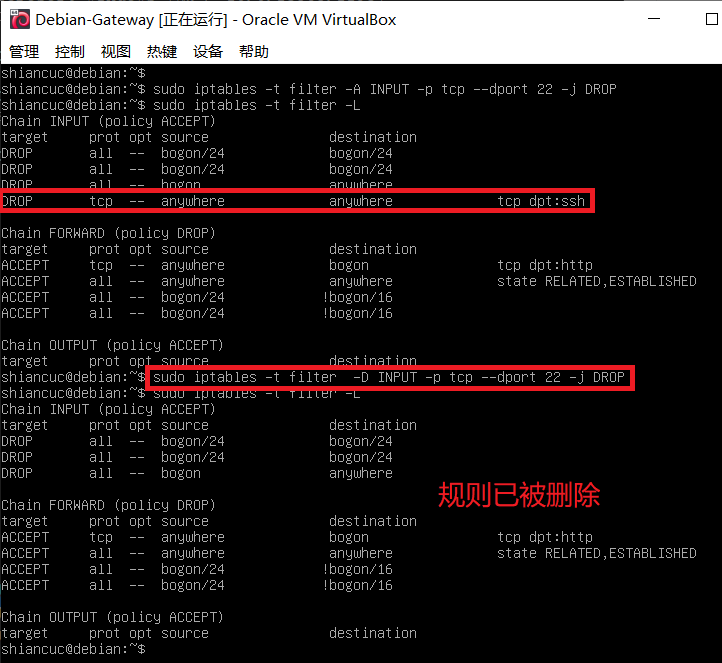 Debian-Gateway [正在运行] - Oracle VM VirtualBox
管理 控制 视图 热键 设备 帮助
shiancuc@debian:~$
shiancuc@debian:~$ sudo iptables -t filter -A INPUT -p tcp --dport 22 -j DROP
shiancuc@debian:~$ sudo iptables -t filter -L
Chain INPUT (policy ACCEPT)
target     prot opt source               destination
DROP       all  --  bogon/24             bogon/24
DROP       all  --  bogon/24             bogon/24
DROP       all  --  bogon                anywhere
DROP       tcp  --  anywhere             anywhere             tcp dpt:ssh
Chain FORWARD (policy DROP)
target     prot opt source               destination
ACCEPT     tcp  --  anywhere             bogon                tcp dpt:http
ACCEPT     all  --  anywhere             anywhere             state RELATED,ESTABLISHED
ACCEPT     all  --  bogon/24            !bogon/16
ACCEPT     all  --  bogon/24            !bogon/16
Chain OUTPUT (policy ACCEPT)
target     prot opt source               destination
shiancuc@debian:~$ sudo iptables -t filter  -D INPUT -p tcp --dport 22 -j DROP
shiancuc@debian:~$ sudo iptables -t filter -L
Chain INPUT (policy ACCEPT)
target     prot opt source               destination
DROP       all  --  bogon/24             bogon/24
DROP       all  --  bogon/24             bogon/24
DROP       all  --  bogon                anywhere
规则已被删除
Chain FORWARD (policy DROP)
target     prot opt source               destination
ACCEPT     tcp  --  anywhere             bogon                tcp dpt:http
ACCEPT     all  --  anywhere             anywhere             state RELATED,ESTABLISHED
ACCEPT     all  --  bogon/24            !bogon/16
ACCEPT     all  --  bogon/24            !bogon/16
Chain OUTPUT (policy ACCEPT)
target     prot opt source               destination
shiancuc@debian:~$